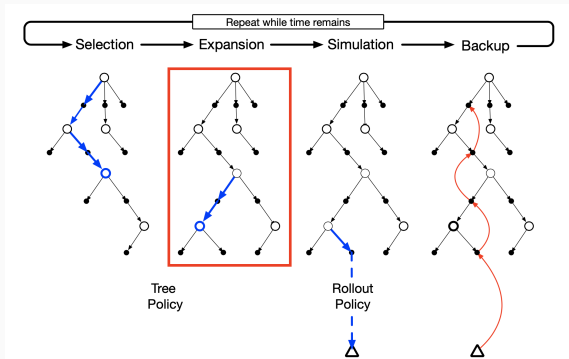 Repeat while time remains
Selection Expansion Simulation Backup
Tree
Policy
Rollout
Policy